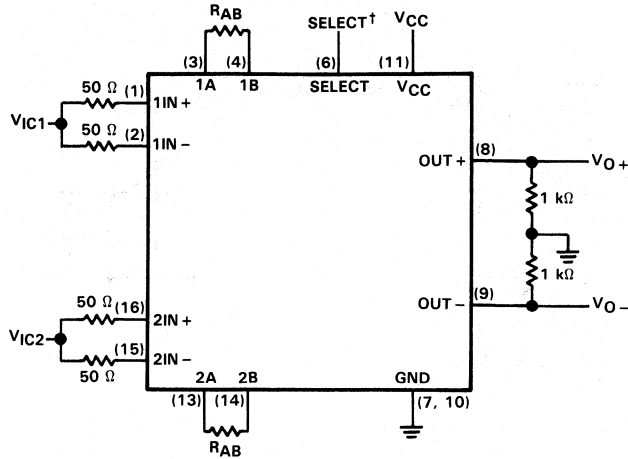 RAB
SELECT†
VCC
(3)
(4)
(6)
(11)
1A
1B
SELECT
VCC
50 Ω
(1)
1IN +
VIC1
50 Ω
(2)
1IN −
OUT +
(8)
VO+
1 kΩ
1 kΩ
OUT −
(9)
VO−
50 Ω
(16)
2IN +
VIC2
(15)
2IN −
50 Ω
2A
2B
GND
(13)
(14)
(7, 10)
RAB